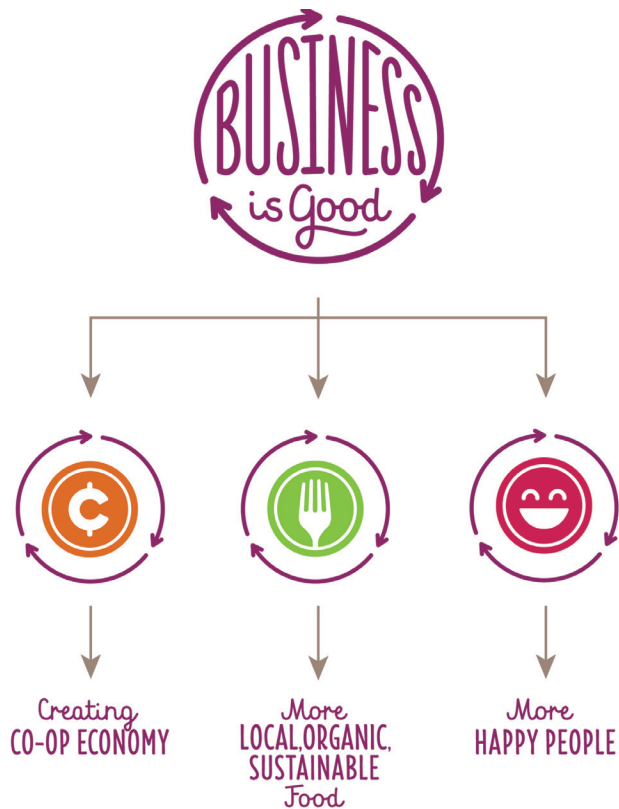 BUSINESS
is Good
¢
Creating
CO-OP ECONOMY
More
LOCAL, ORGANIC,
SUSTAINABLE
Food
More
HAPPY PEOPLE